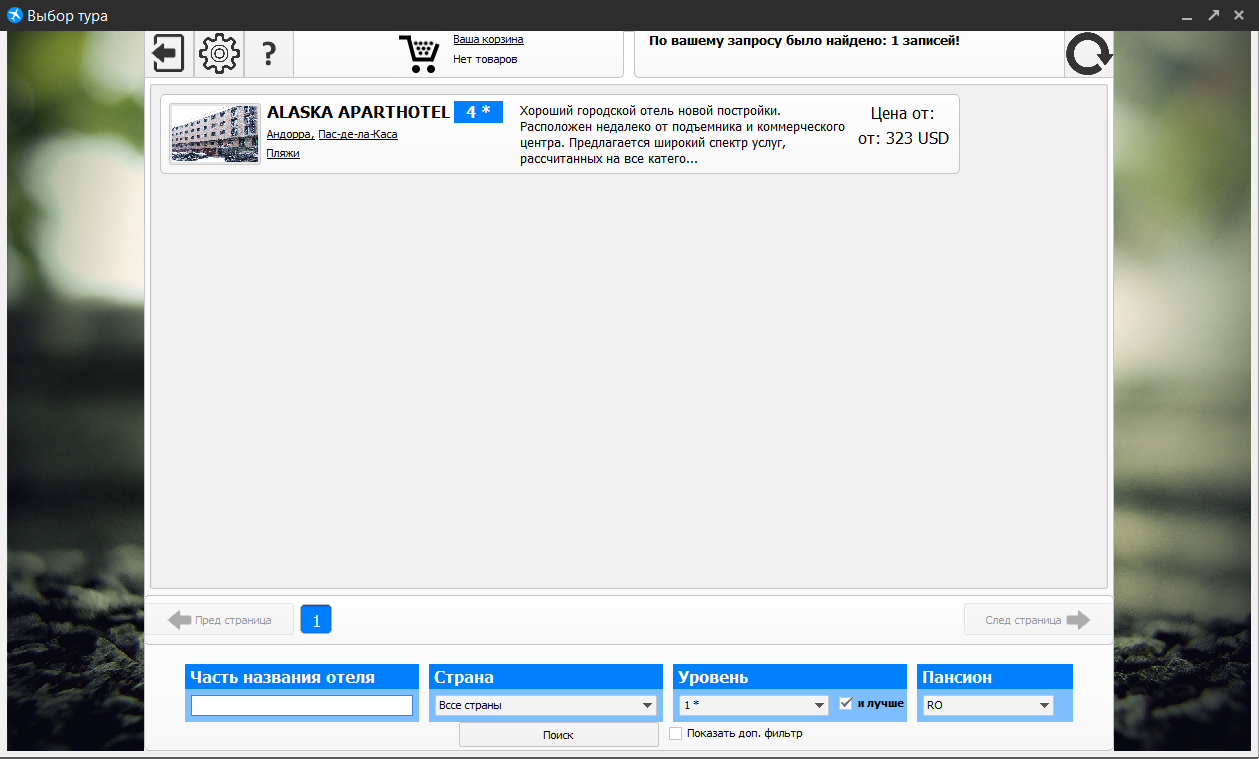 Выбор тура
?
Ваша корзина
Нет товаров
По вашему запросу было найдено: 1 записей!
ALASKA APARTHOTEL 4 *
Андорра, Пас-де-ла-Каса
Пляжи
Хороший городской отель новой постройки.
Расположен недалеко от подъемника и коммерческого
центра. Предлагается широкий спектр услуг,
рассчитанных на все катего...
Цена от:
от: 323 USD
Пред страница
1
След страница
Часть названия отеля
Страна
Все страны
Уровень
1 *
и лучше
Пансион
RO
Поиск
Показать доп. фильтр